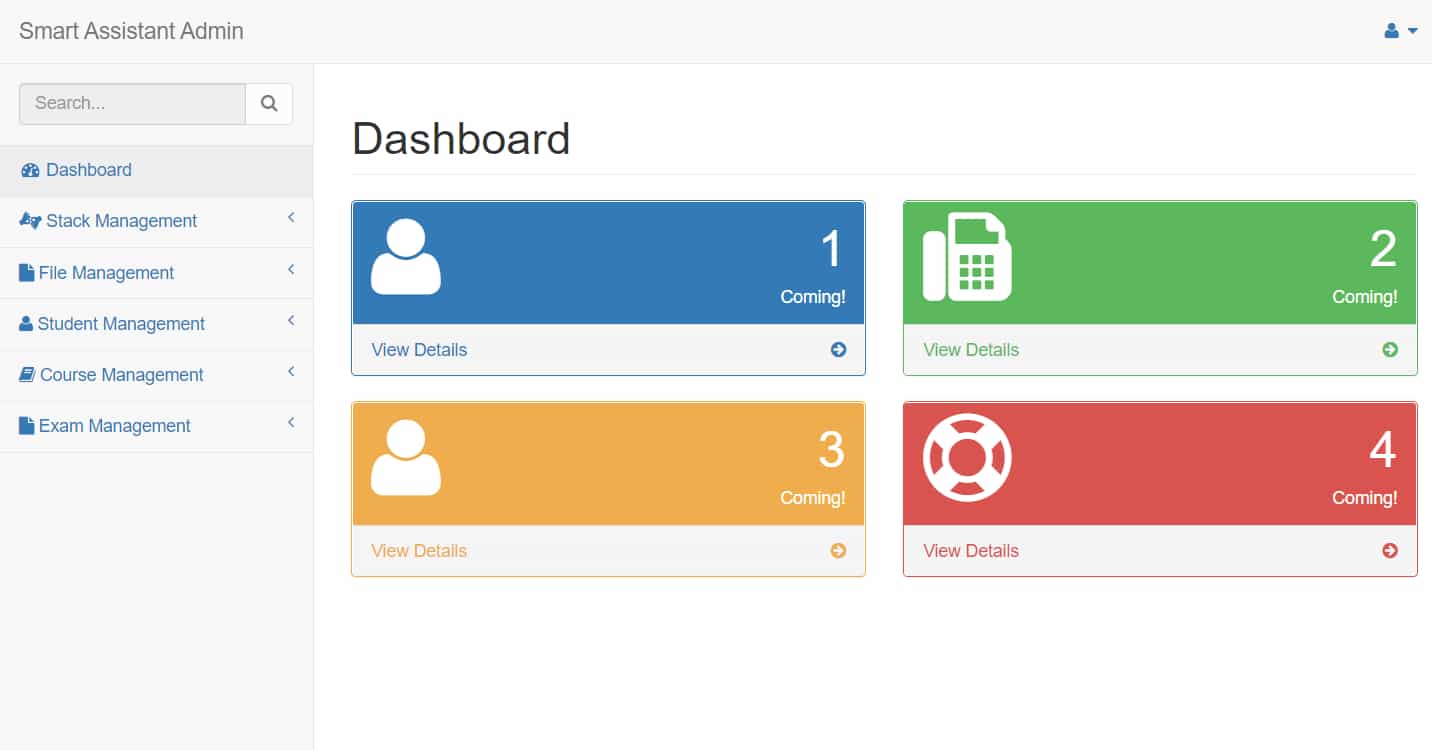 Smart Assistant Admin
Search...
Dashboard
Stack Management
File Management
Student Management
Course Management
Exam Management
Dashboard
1
Coming!
View Details
2
Coming!
View Details
3
Coming!
View Details
4
Coming!
View Details